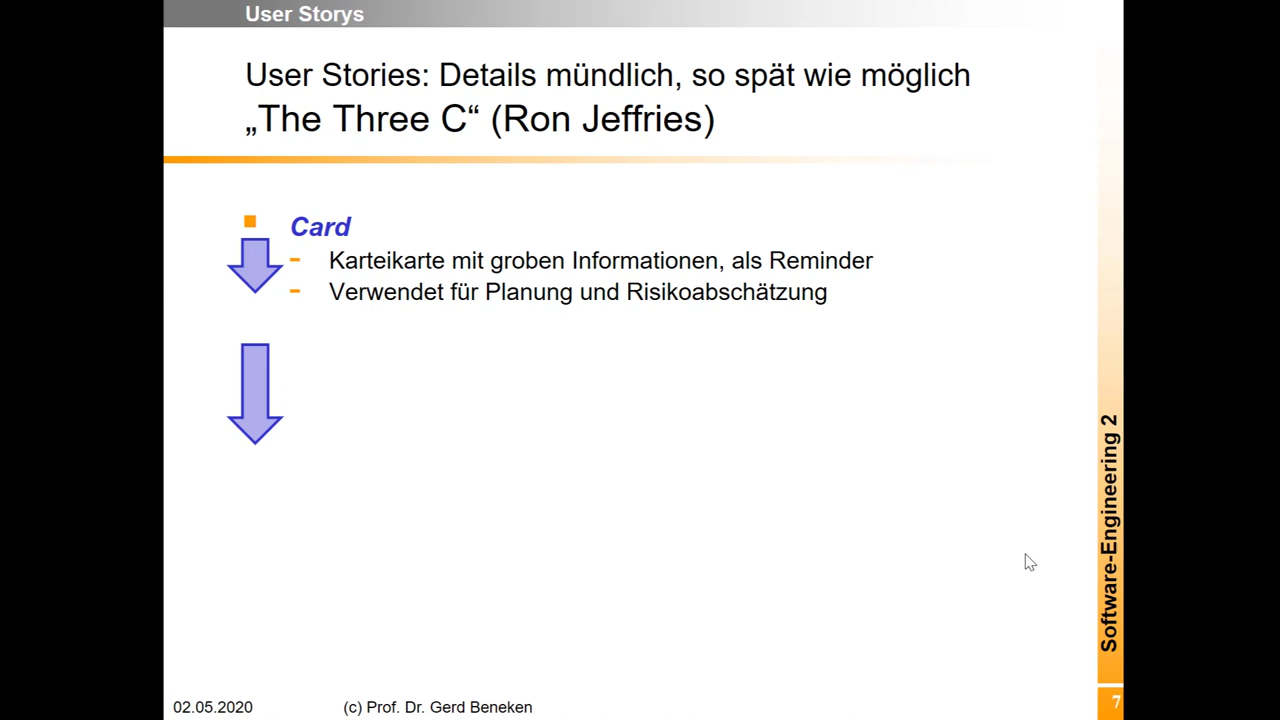 User Storys
User Stories: Details mündlich, so spät wie möglich
„The Three C“ (Ron Jeffries)
Card
- Karteikarte mit groben Informationen, als Reminder
- Verwendet für Planung und Risikoabschätzung
Software-Engineering 2
02.05.2020
(c) Prof. Dr. Gerd Beneken
7